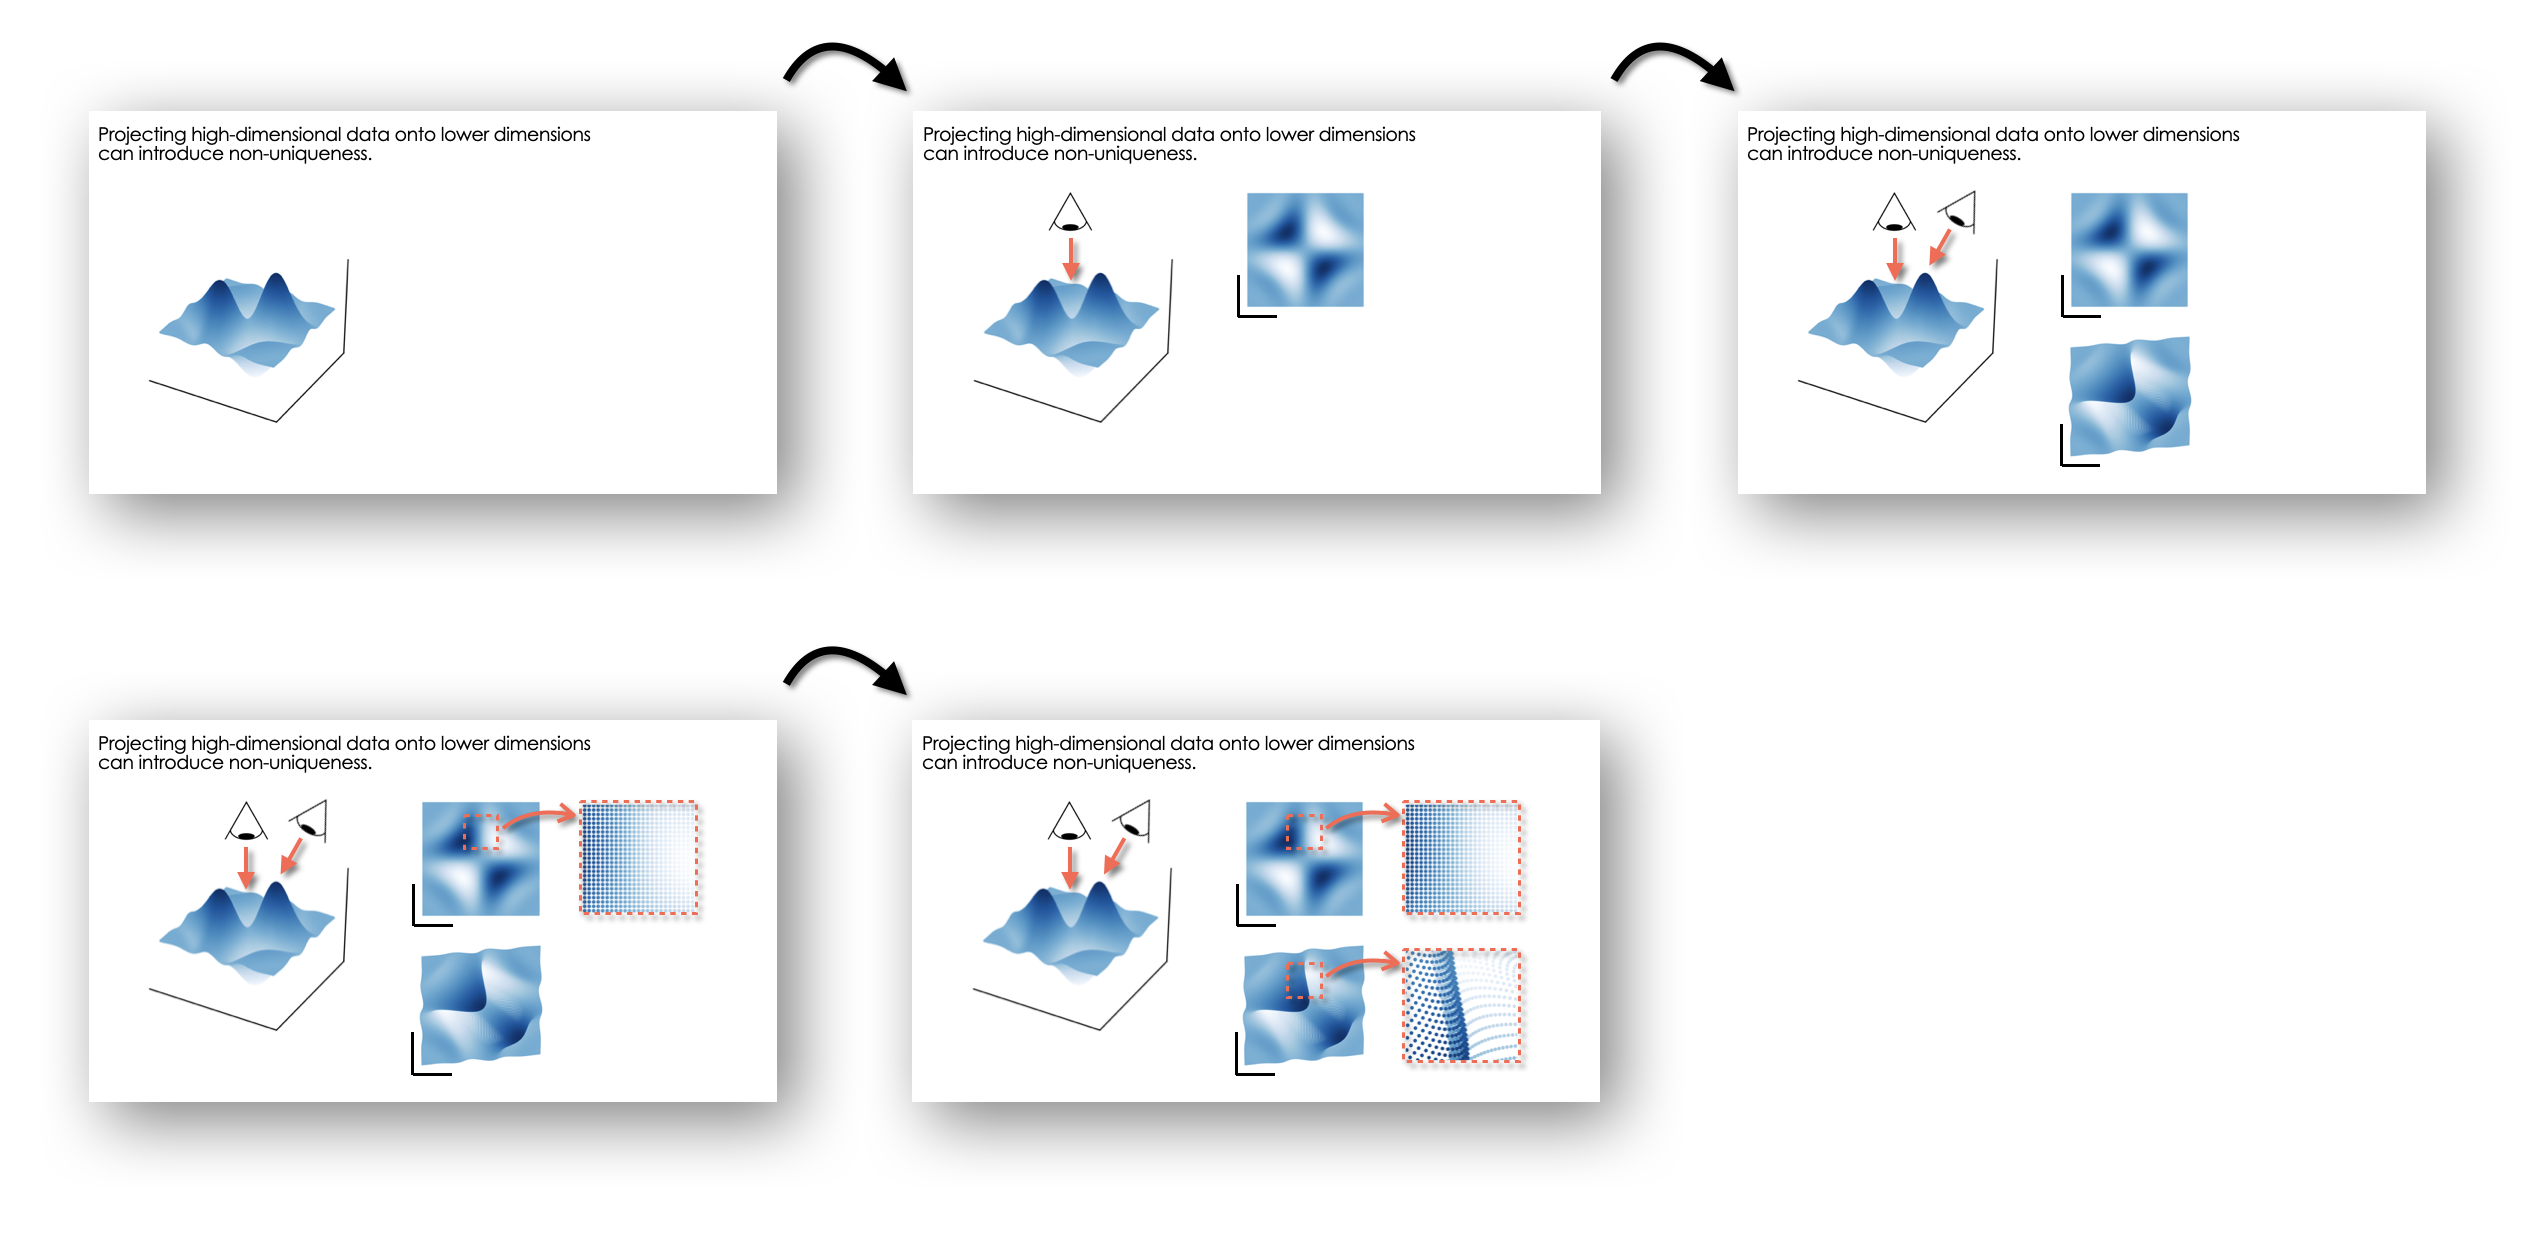 Projecting high-dimensional data onto lower dimensions
can introduce non-uniqueness.
Projecting high-dimensional data onto lower dimensions
can introduce non-uniqueness.
Projecting high-dimensional data onto lower dimensions
can introduce non-uniqueness.
Projecting high-dimensional data onto lower dimensions
can introduce non-uniqueness.
Projecting high-dimensional data onto lower dimensions
can introduce non-uniqueness.